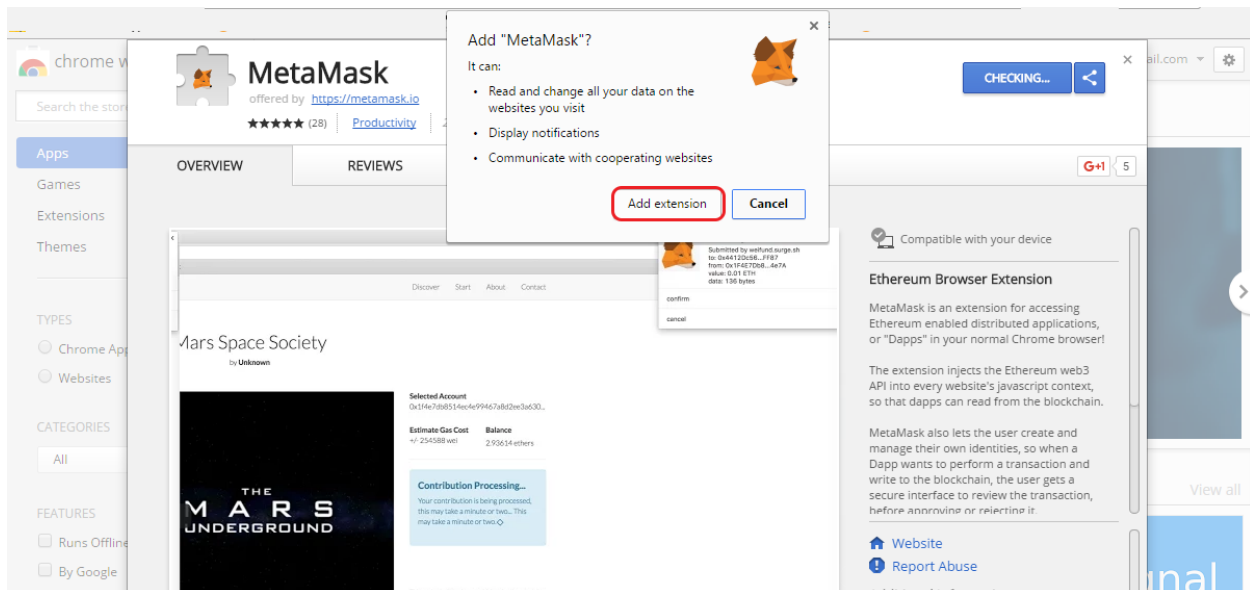 Add "MetaMask"?
It can:
• Read and change all your data on the
websites you visit
• Display notifications
• Communicate with cooperating websites
Add extension
Cancel
chrome w
ail.com
Search the store
Apps
Games
Extensions
Themes
TYPES
Chrome App
Websites
CATEGORIES
All
FEATURES
Runs Offline
By Google
MetaMask
offered by https://metamask.io
★★★★★ (28) Productivity
CHECKING...
OVERVIEW
REVIEWS
G+1 5
Submitted by weifund.surge.sh
to: 0x44120c56...FF87
from: 0x1F4E7Db8...4e7A
value: 0.01 ETH
data: 136 bytes
confirm
cancel
Discover Start About Contact
Mars Space Society
by Unknown
THE
MARS
UNDERGROUND
Selected Account
0x1f4e7db8514ec4e99467a8d2ee3a630...
Estimate Gas Cost Balance
+/- 254588 wei 2.93614 ethers
Contribution Processing...
Your contribution is being processed,
this may take a minute or two... This
may take a minute or two.
Compatible with your device
Ethereum Browser Extension
MetaMask is an extension for accessing
Ethereum enabled distributed applications,
or "Dapps" in your normal Chrome browser!
The extension injects the Ethereum web3
API into every website's javascript context,
so that dapps can read from the blockchain.
MetaMask also lets the user create and
manage their own identities, so when a
Dapp wants to perform a transaction and
write to the blockchain, the user gets a
secure interface to review the transaction,
before approving or rejecting it.
Website
Report Abuse
View all
gnal